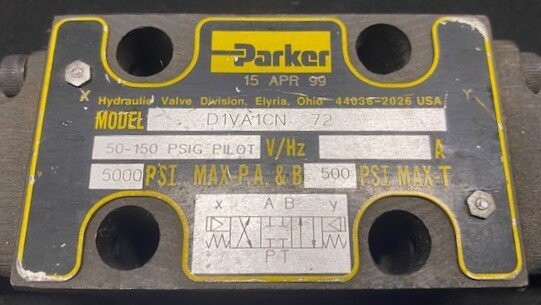 Parker
15 APR 99
X Hydraulic Valve Division, Elyria, Ohio 44035-2026 USA Y
MODEL D1VA1CN 72
50-150 PSIG PILOT V/Hz A
5000 PSI MAX P.A. & B 500 PSI MAX T
x A B y
P T